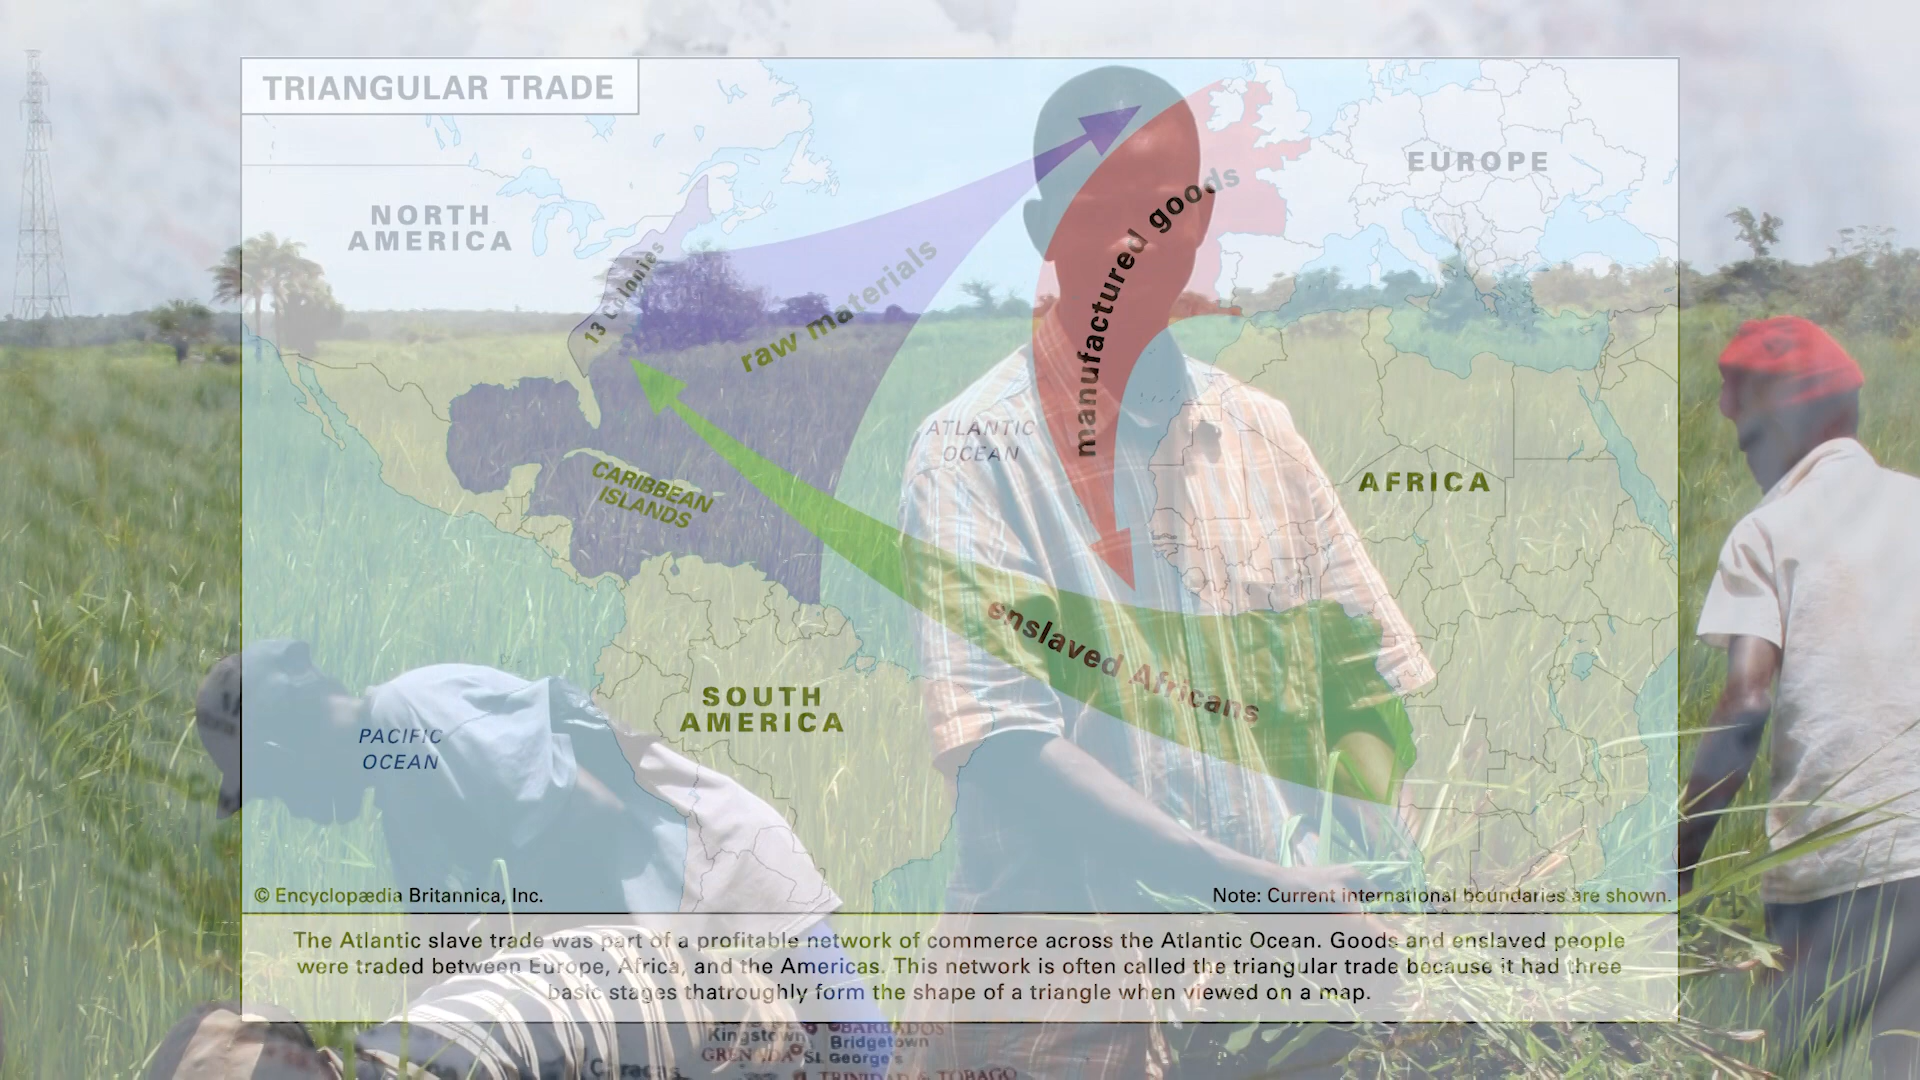 TRIANGULAR TRADE
EUROPE
NORTH
AMERICA
13 colonies
raw materials
manufactured goods
ATLANTIC
OCEAN
CARIBBEAN
ISLANDS
AFRICA
enslaved Africans
SOUTH
AMERICA
PACIFIC
OCEAN
© Encyclopædia Britannica, Inc.
Note: Current international boundaries are shown.
The Atlantic slave trade was part of a profitable network of commerce across the Atlantic Ocean. Goods and enslaved people
were traded between Europe, Africa, and the Americas. This network is often called the triangular trade because it had three
basic stages thatroughly form the shape of a triangle when viewed on a map.
Kingstown
BARBADOS
Bridgetown
GRENADA
St. George's
Caracas
TRINIDAD & TOBAGO